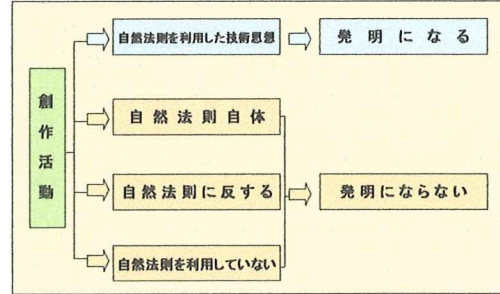 自然法則を利用した技術思想
発明になる
創作活動
自然法則自体
自然法則に反する
発明にならない
自然法則を利用していない